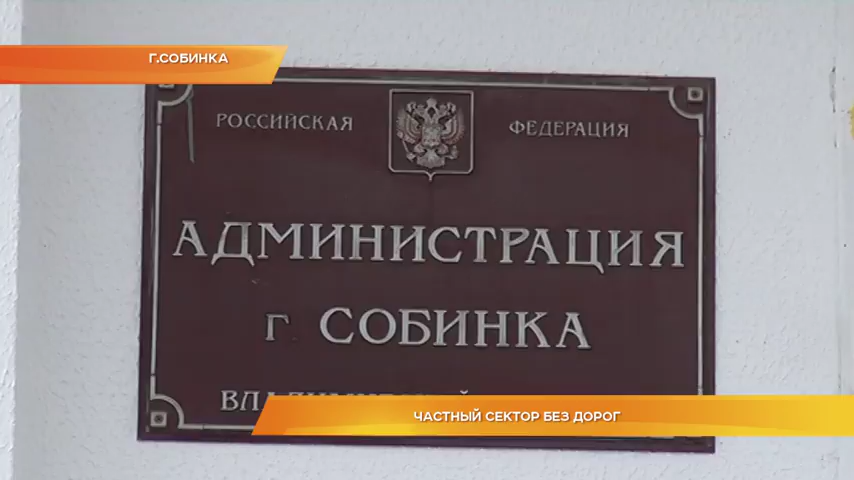 Г.СОБИНКА
РОССИЙСКАЯ ФЕДЕРАЦИЯ
АДМИНИСТРАЦИЯ
г СОБИНКА
ЧАСТНЫЙ СЕКТОР БЕЗ ДОРОГ